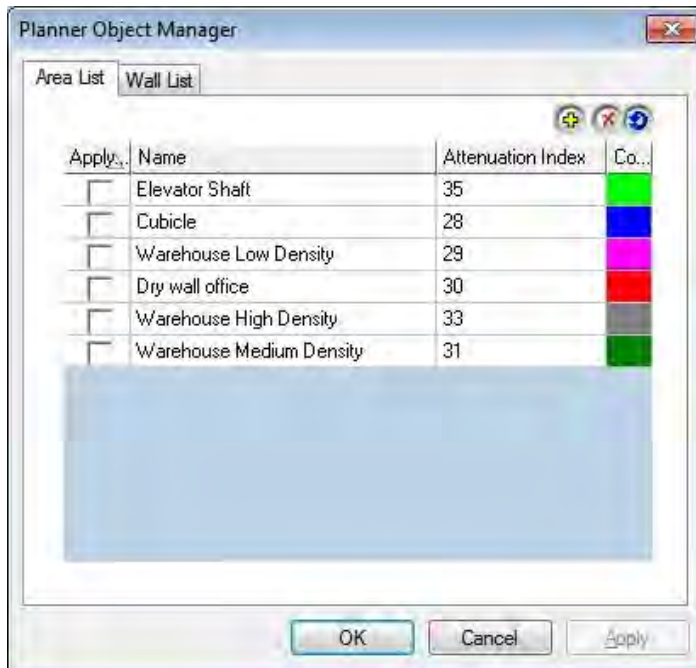 Planner Object Manager
Area List Wall List
Apply... Name Attenuation Index Co...
Elevator Shaft 35
Cubicle 28
Warehouse Low Density 29
Dry wall office 30
Warehouse High Density 33
Warehouse Medium Density 31
OK Cancel Apply